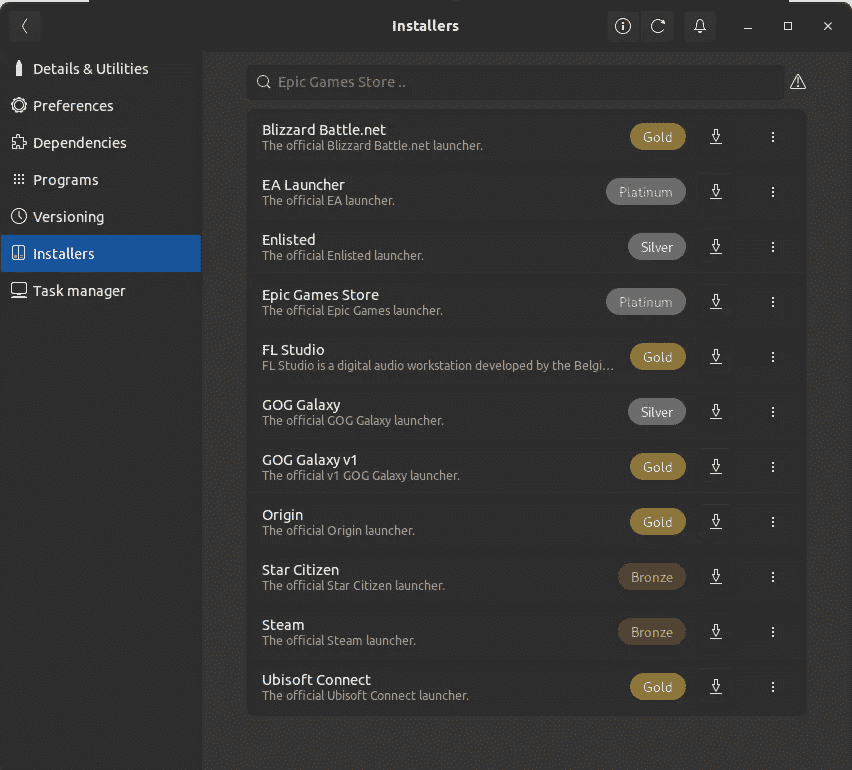 Installers
Details & Utilities
Preferences
Dependencies
Programs
Versioning
Installers
Task manager
Epic Games Store ..
Blizzard Battle.net
The official Blizzard Battle.net launcher.
Gold
EA Launcher
The official EA launcher.
Platinum
Enlisted
The official Enlisted launcher.
Silver
Epic Games Store
The official Epic Games launcher.
Platinum
FL Studio
FL Studio is a digital audio workstation developed by the Belgi...
Gold
GOG Galaxy
The official GOG Galaxy launcher.
Silver
GOG Galaxy v1
The official v1 GOG Galaxy launcher.
Gold
Origin
The official Origin launcher.
Gold
Star Citizen
The official Star Citizen launcher.
Bronze
Steam
The official Steam launcher.
Bronze
Ubisoft Connect
The official Ubisoft Connect launcher.
Gold